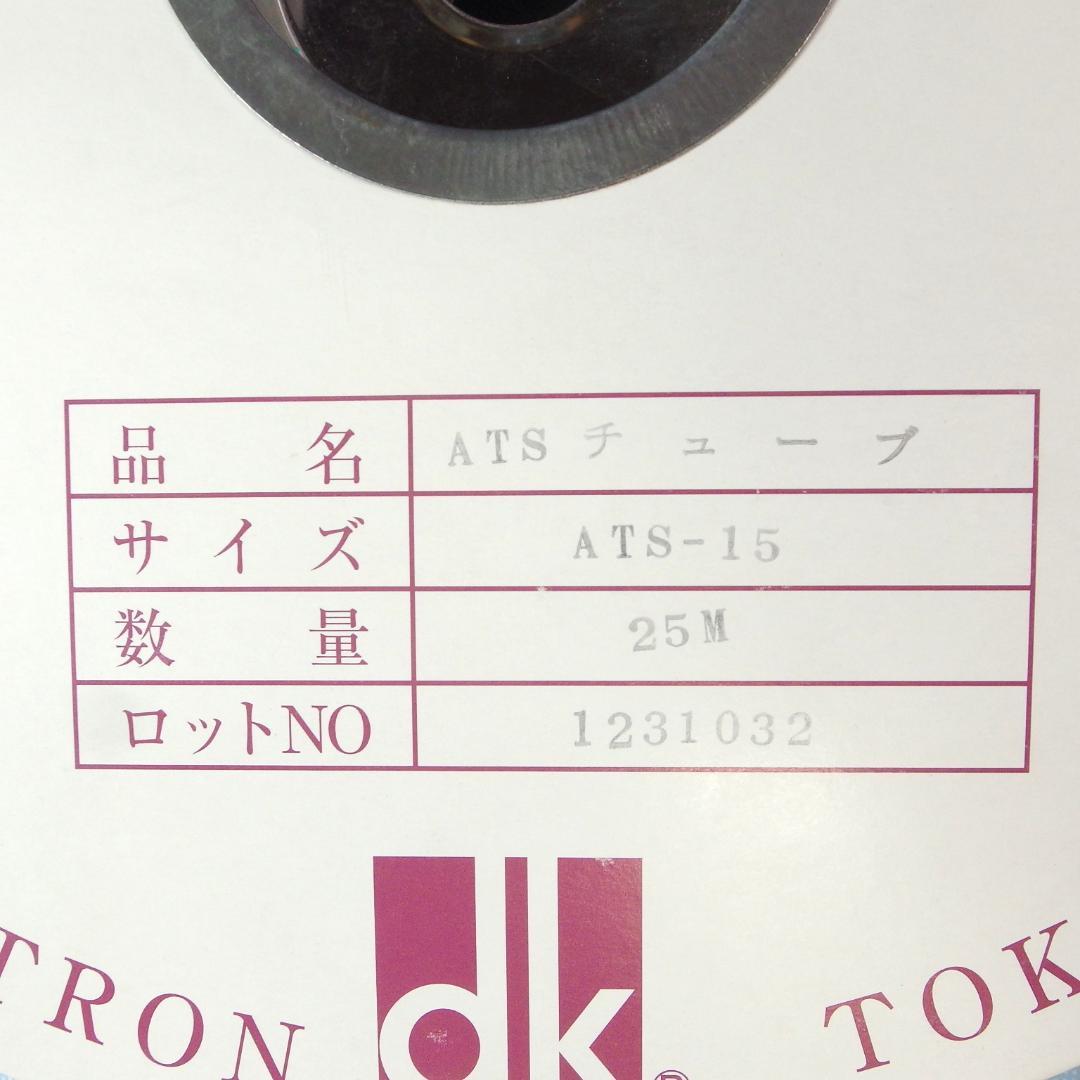 品名 ATSチューブ
サイズ ATS-15
数量 25M
ロットNO 1231032
dk ®
TRON TOK